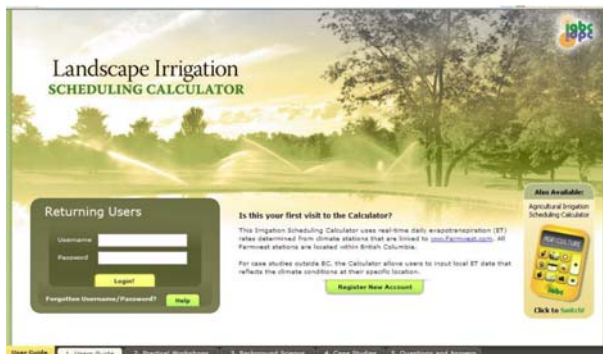 iabc
Landscape Irrigation
SCHEDULING CALCULATOR
Returning Users
Username
Password
Login!
Forgotten Username/Password?
Help
Is this your first visit to the Calculator?
This Irrigation Scheduling Calculator uses real-time daily evapotranspiration (ET)
rates determined from climate stations that are linked to www.Farmwest.com. All
Farmwest stations are located within British Columbia.
For case studies outside BC, the Calculator allows users to input local ET data that
reflects the climate conditions at their specific location.
Register New Account
Also Available:
Agricultural Irrigation
Scheduling Calculator
AGRICULTURE
iabc
Click to Switch!
User Guide
1. Users Guide
2. Practical Workshops
3. Background Science
4. Case Studies
5. Questions and Answers